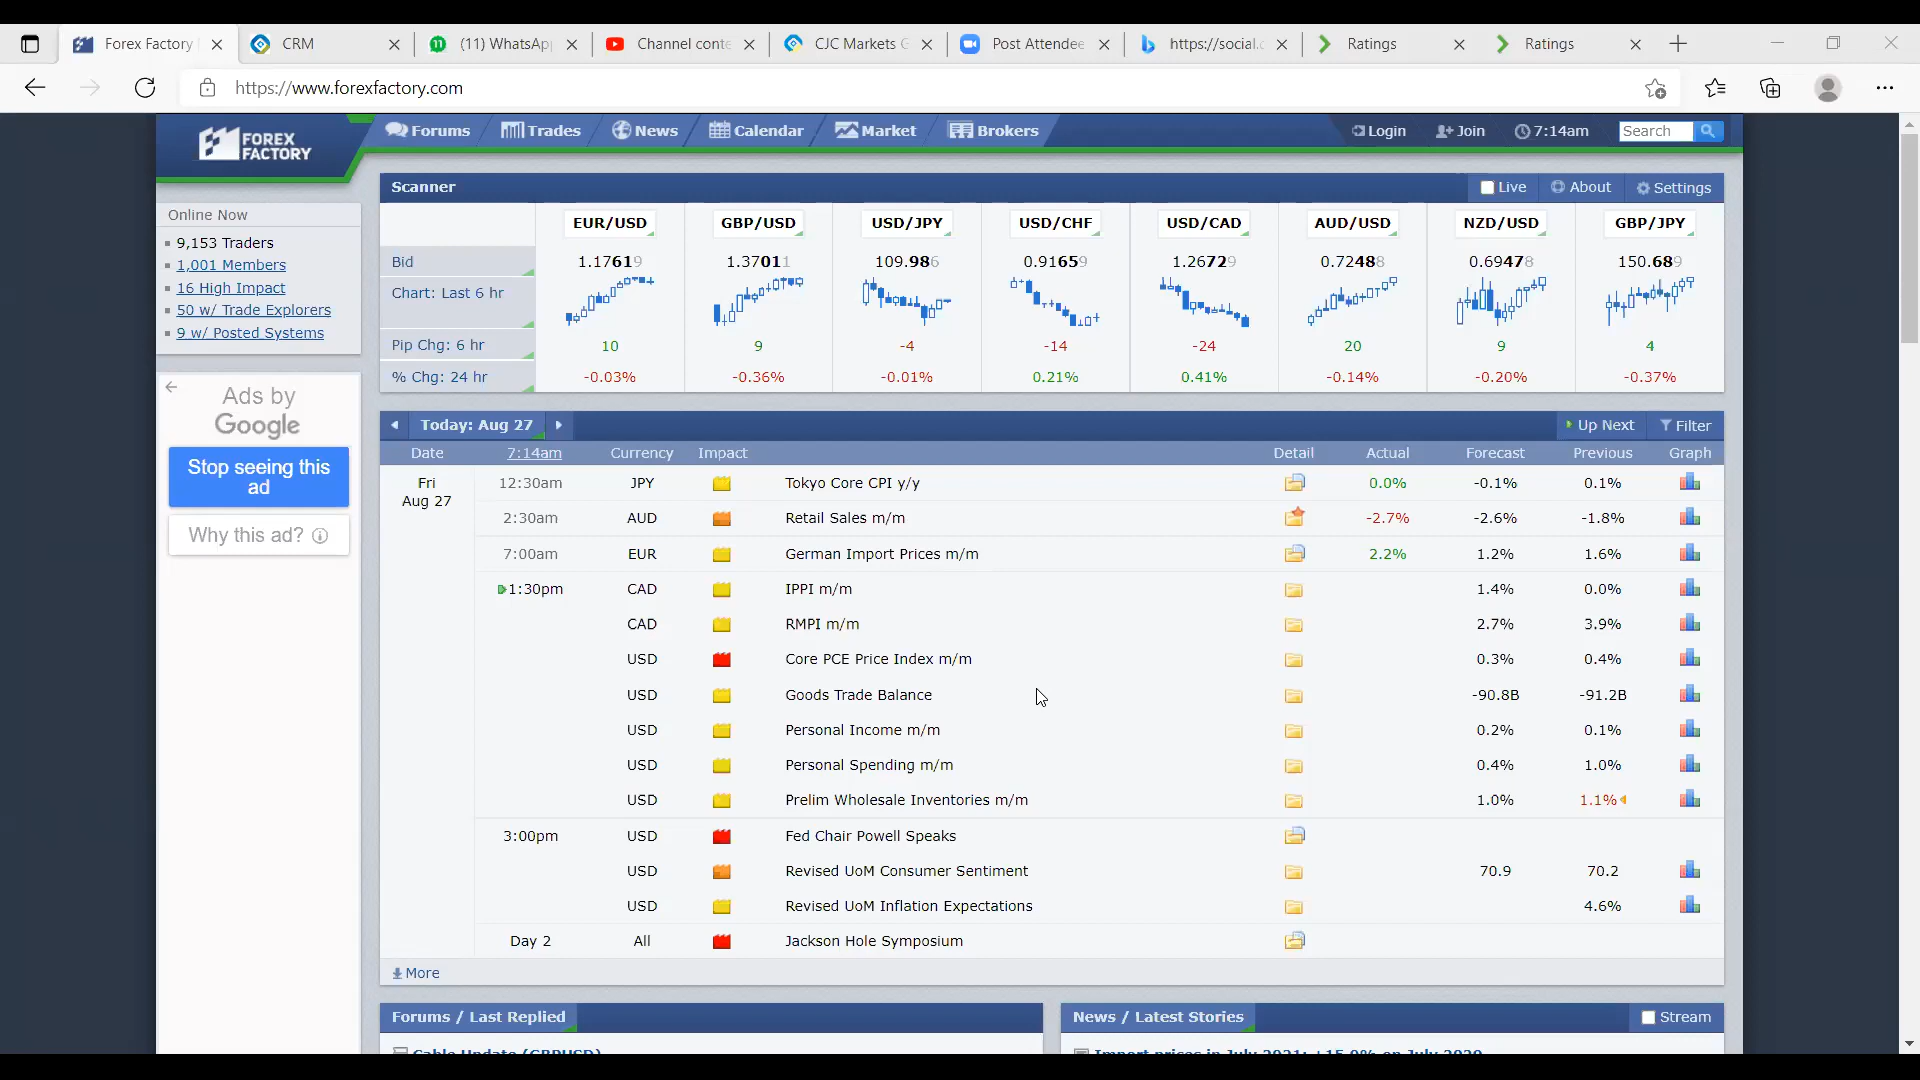 Forex Factory
CRM
(11) WhatsAp
Channel conte
CJC Markets
Post Attendee
https://social.c
Ratings
Ratings
https://www.forexfactory.com
FOREX FACTORY
Forums
Trades
News
Calendar
Market
Brokers
Login
Join
7:14am
Search
Online Now
9,153 Traders
1,001 Members
16 High Impact
50 w/ Trade Explorers
9 w/ Posted Systems
Ads by
Google
Stop seeing this
ad
Why this ad?
Scanner Live About Settings
EUR/USD GBP/USD USD/JPY USD/CHF USD/CAD AUD/USD NZD/USD GBP/JPY
Bid 1.17619 1.37011 109.986 0.91659 1.26729 0.72488 0.69478 150.689
Chart: Last 6 hr
Pip Chg: 6 hr 10 9 -4 -14 -24 20 9 4
% Chg: 24 hr -0.03% -0.36% -0.01% 0.21% 0.41% -0.14% -0.20% -0.37%
Today: Aug 27 Up Next Filter
Date 7:14am Currency Impact Detail Actual Forecast Previous Graph
Fri 12:30am JPY Tokyo Core CPI y/y 0.0% -0.1% 0.1%
Aug 27
2:30am AUD Retail Sales m/m -2.7% -2.6% -1.8%
7:00am EUR German Import Prices m/m 2.2% 1.2% 1.6%
1:30pm CAD IPPI m/m 1.4% 0.0%
CAD RMPI m/m 2.7% 3.9%
USD Core PCE Price Index m/m 0.3% 0.4%
USD Goods Trade Balance -90.8B -91.2B
USD Personal Income m/m 0.2% 0.1%
USD Personal Spending m/m 0.4% 1.0%
USD Prelim Wholesale Inventories m/m 1.0% 1.1%
3:00pm USD Fed Chair Powell Speaks
USD Revised UoM Consumer Sentiment 70.9 70.2
USD Revised UoM Inflation Expectations 4.6%
Day 2 All Jackson Hole Symposium
More
Forums / Last Replied
News / Latest Stories Stream
Cable Update (GBPUSD)
Import prices in July 2021: +15.0% on July 2020